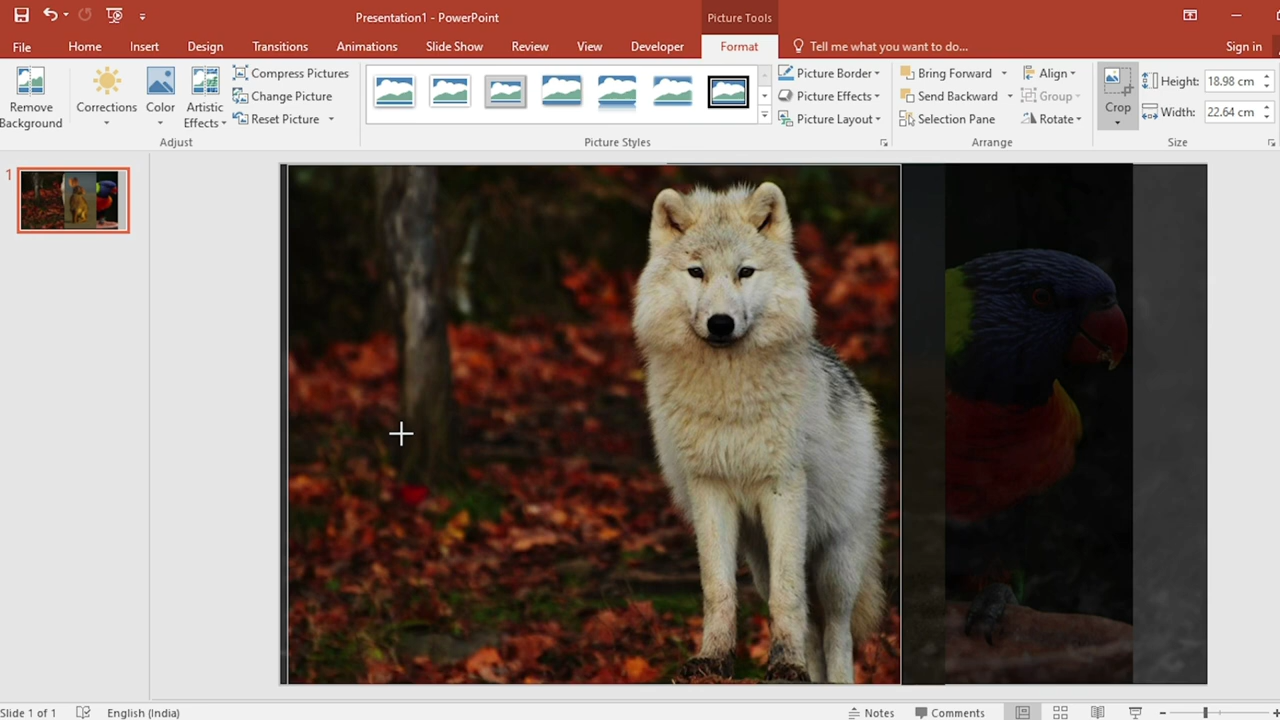 Presentation1 - PowerPoint
Picture Tools
File Home Insert Design Transitions Animations Slide Show Review View Developer Format Tell me what you want to do... Sign in
Remove Background
Corrections
Color
Artistic Effects
Compress Pictures
Change Picture
Reset Picture
Adjust
Picture Styles
Picture Border
Picture Effects
Picture Layout
Bring Forward
Send Backward
Selection Pane
Align
Group
Rotate
Arrange
Crop
Height: 18.98 cm
Width: 22.64 cm
Size
1
Slide 1 of 1 English (India) Notes Comments